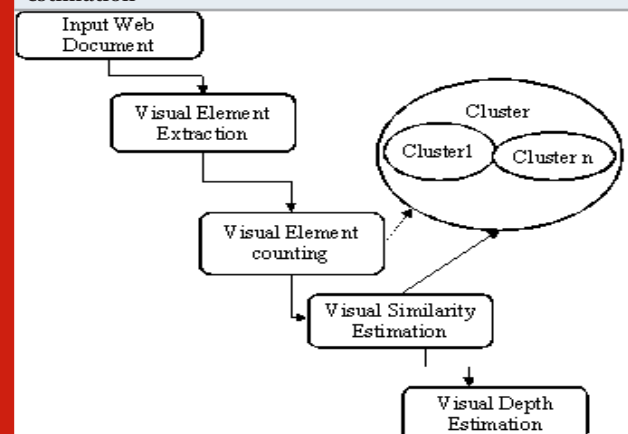 Input Web
Document
Visual Element
Extraction
Cluster
Cluster1
Cluster n
Visual Element
counting
Visual Similarity
Estimation
Visual Depth
Estimation